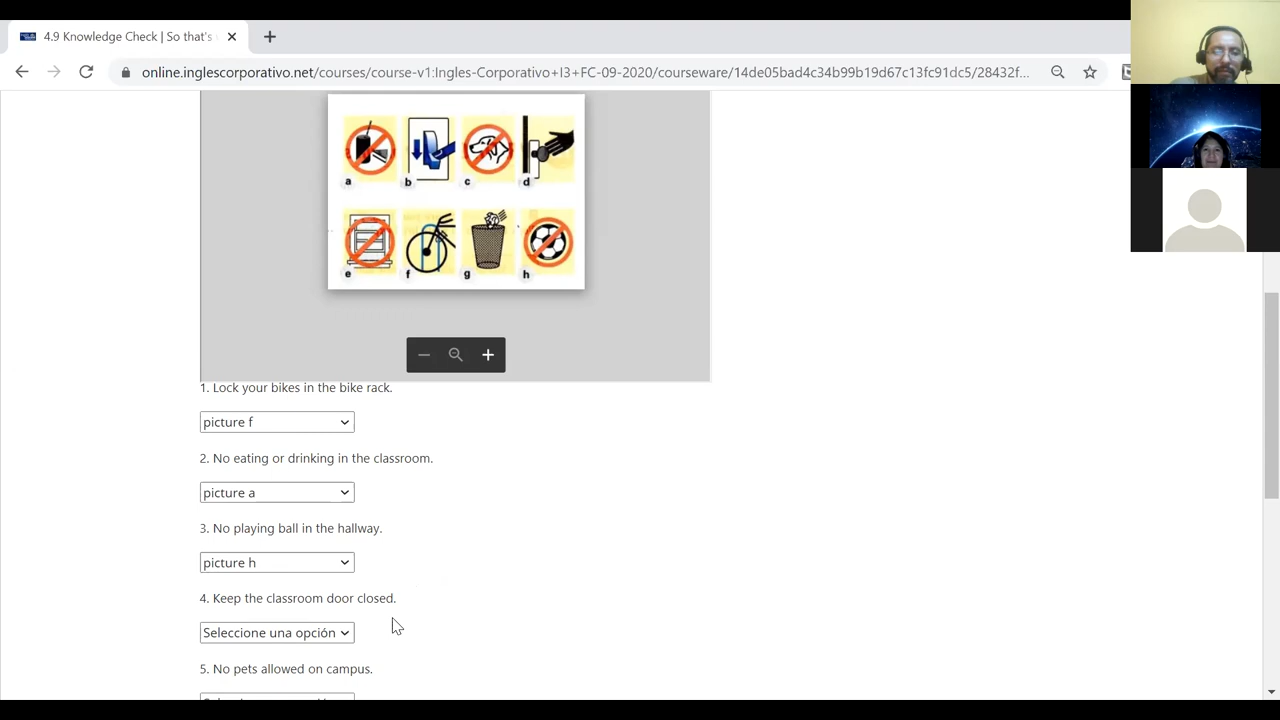 4.9 Knowledge Check | So that's
online.inglescorporativo.net/courses/course-v1:Ingles-Corporativo+I3+FC-09-2020/courseware/14de05bad4c34b99b19d67c13fc91dc5/28432f...
a b c d
e f g h
1. Lock your bikes in the bike rack.
picture f
2. No eating or drinking in the classroom.
picture a
3. No playing ball in the hallway.
picture h
4. Keep the classroom door closed.
Seleccione una opción
5. No pets allowed on campus.